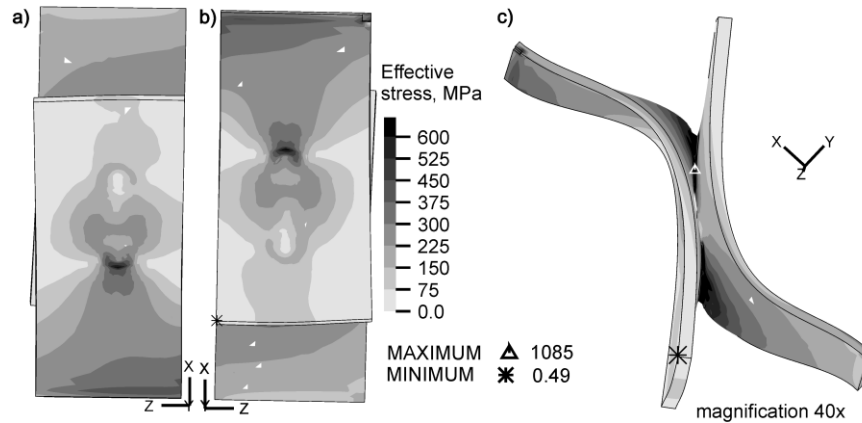 a)
b)
c)
Effective
stress, MPa
600
525
450
375
300
225
150
75
0.0
X
Y
Z
MAXIMUM 1085
MINIMUM 0.49
X
X
Z
Z
magnification 40x